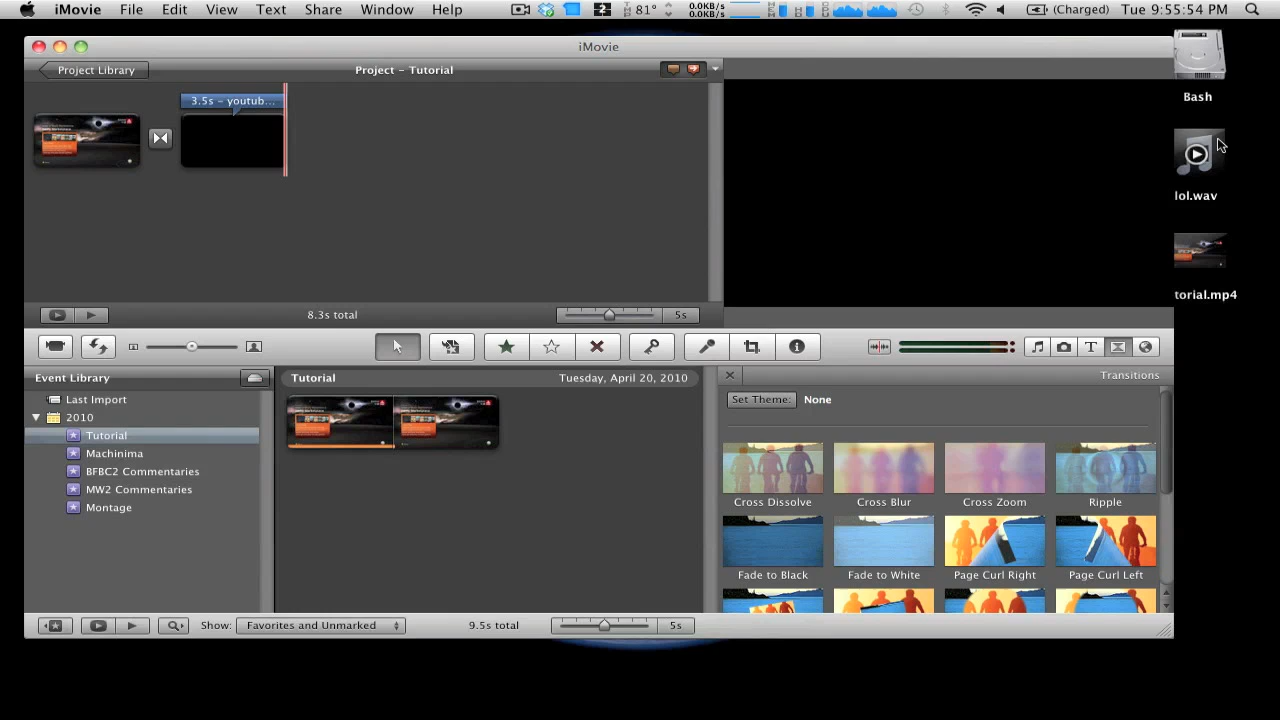 iMovie File Edit View Text Share Window Help
81° 0.0KB/s 0.0KB/s (Charged) Tue 9:55:54 PM
iMovie
Project Library
Project – Tutorial
3.5s – youtub...
Bash
lol.wav
torial.mp4
8.3s total
5s
Event Library
Tutorial
Tuesday, April 20, 2010
Transitions
Last Import
2010
Tutorial
Machinima
BFBC2 Commentaries
MW2 Commentaries
Montage
Set Theme: None
Cross Dissolve
Cross Blur
Cross Zoom
Ripple
Fade to Black
Fade to White
Page Curl Right
Page Curl Left
Show: Favorites and Unmarked
9.5s total
5s